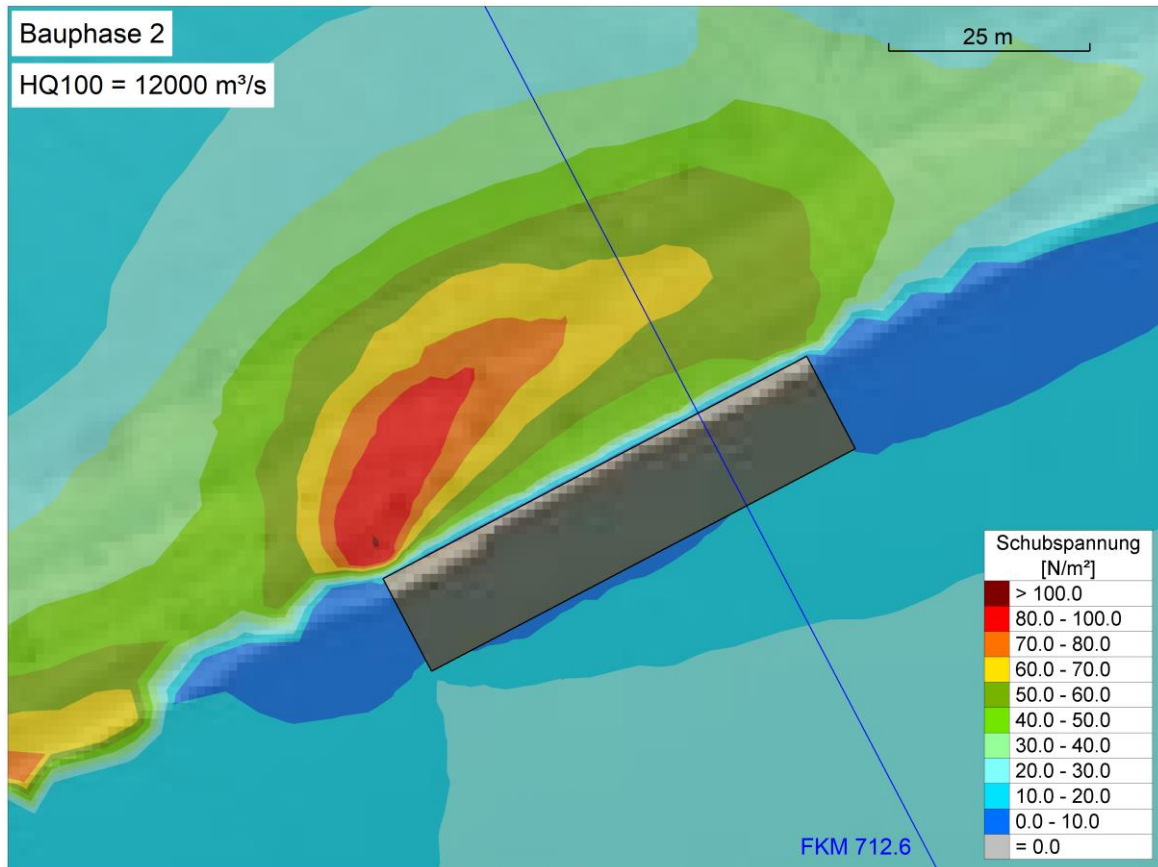 Bauphase 2
HQ100 = 12000 m³/s
25 m
Schubspannung
[N/m²]
> 100.0
80.0 - 100.0
70.0 - 80.0
60.0 - 70.0
50.0 - 60.0
40.0 - 50.0
30.0 - 40.0
20.0 - 30.0
10.0 - 20.0
0.0 - 10.0
= 0.0
FKM 712.6